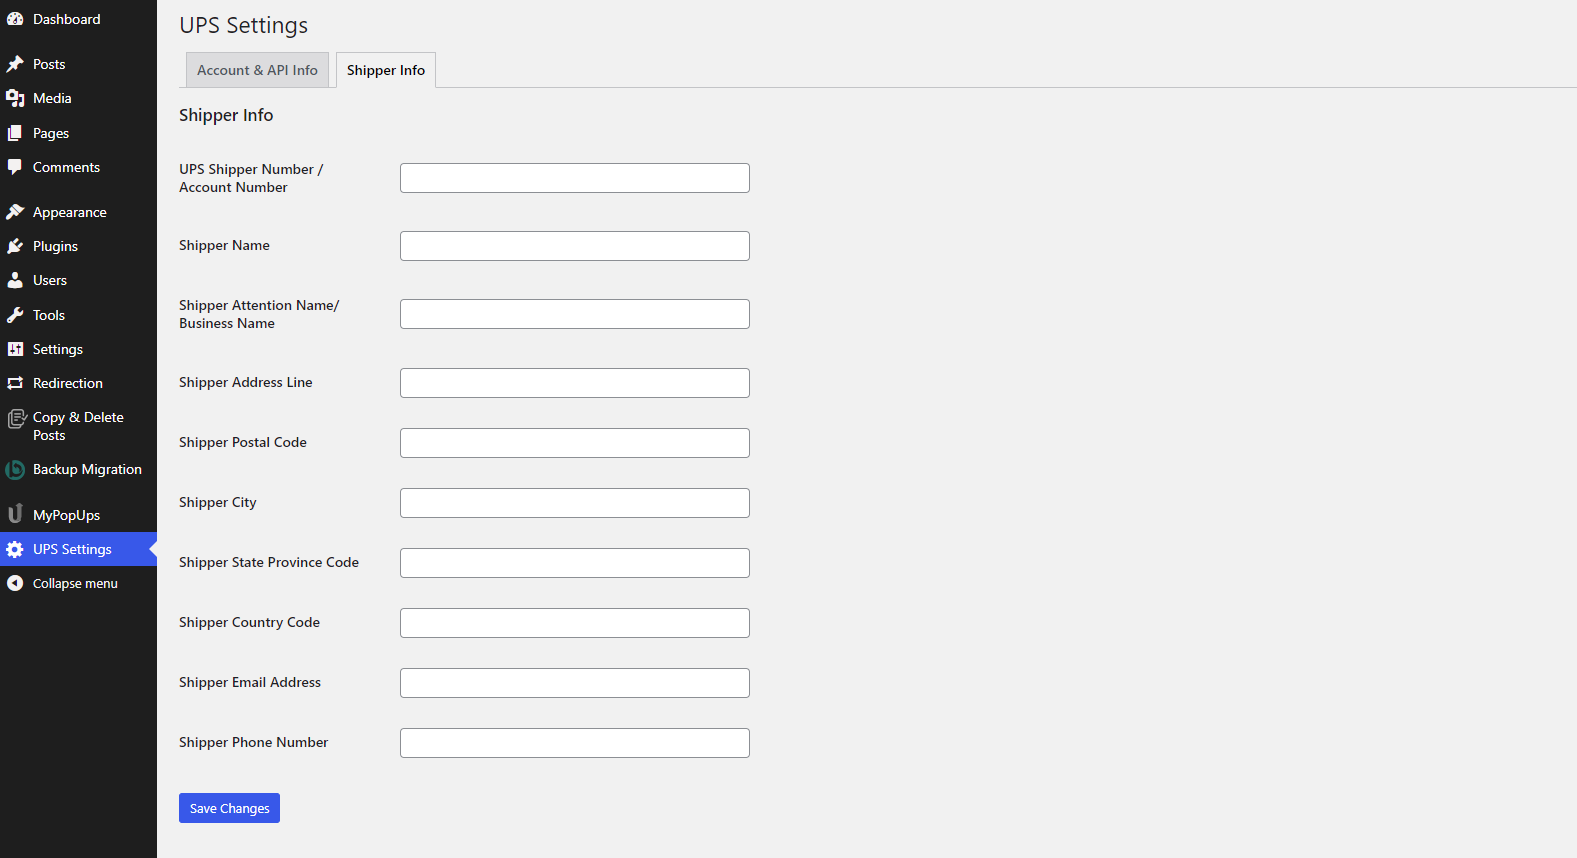 Dashboard
Posts
Media
Pages
Comments
Appearance
Plugins
Users
Tools
Settings
Redirection
Copy & Delete
Posts
Backup Migration
MyPopUps
UPS Settings
Collapse menu
UPS Settings
Account & API Info
Shipper Info
Shipper Info
UPS Shipper Number /
Account Number
Shipper Name
Shipper Attention Name/
Business Name
Shipper Address Line
Shipper Postal Code
Shipper City
Shipper State Province Code
Shipper Country Code
Shipper Email Address
Shipper Phone Number
Save Changes